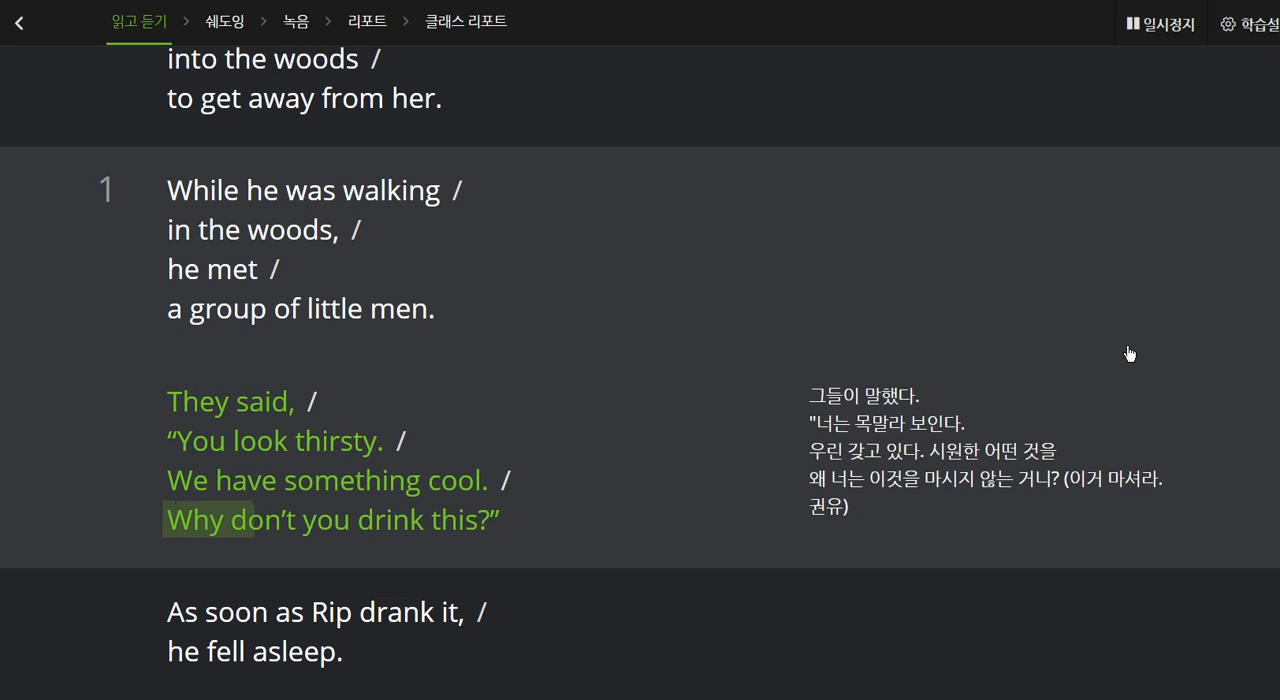 읽고 듣기 > 쉐도잉 > 녹음 > 리포트 > 클래스 리포트
일시정지
학습설
into the woods /
to get away from her.
1
While he was walking /
in the woods, /
he met /
a group of little men.
They said, /
“You look thirsty. /
We have something cool. /
Why don’t you drink this?”
그들이 말했다.
"너는 목말라 보인다.
우린 갖고 있다. 시원한 어떤 것을
왜 너는 이것을 마시지 않는 거니? (이거 마셔라.
권유)
As soon as Rip drank it, /
he fell asleep.